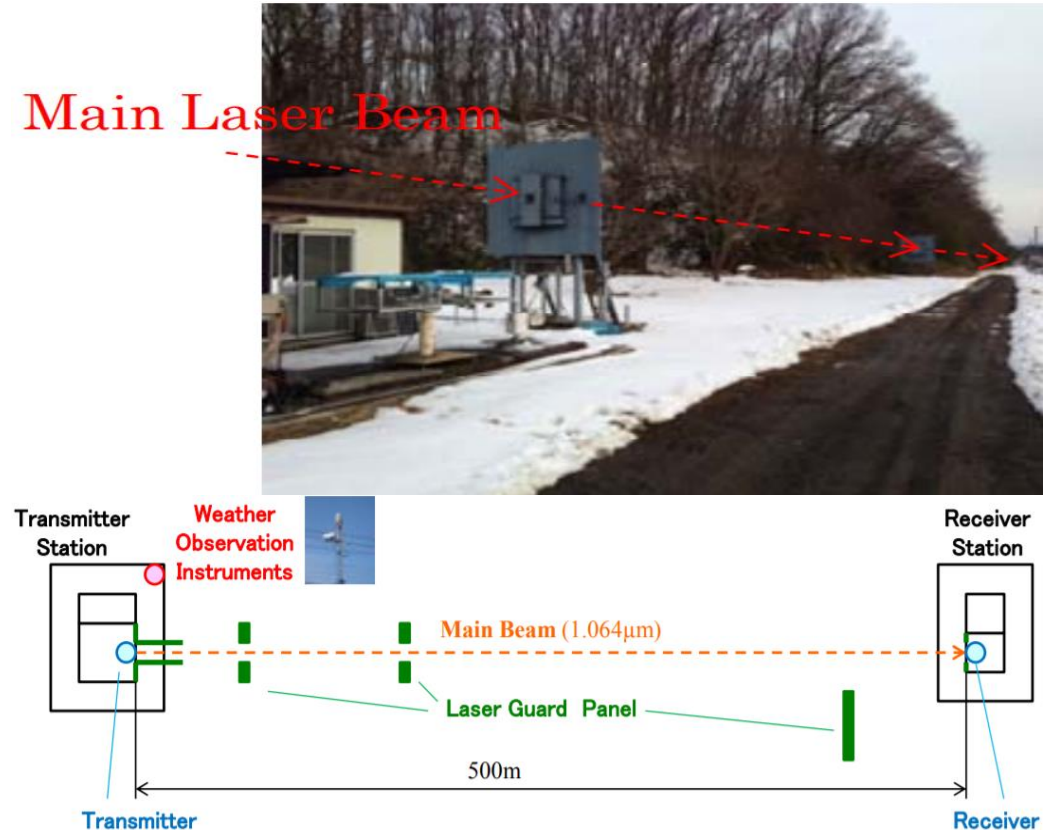 Main Laser Beam
Transmitter
Station
Weather
Observation
Instruments
Receiver
Station
Main Beam (1.064μm)
Laser Guard Panel
500m
Transmitter
Receiver